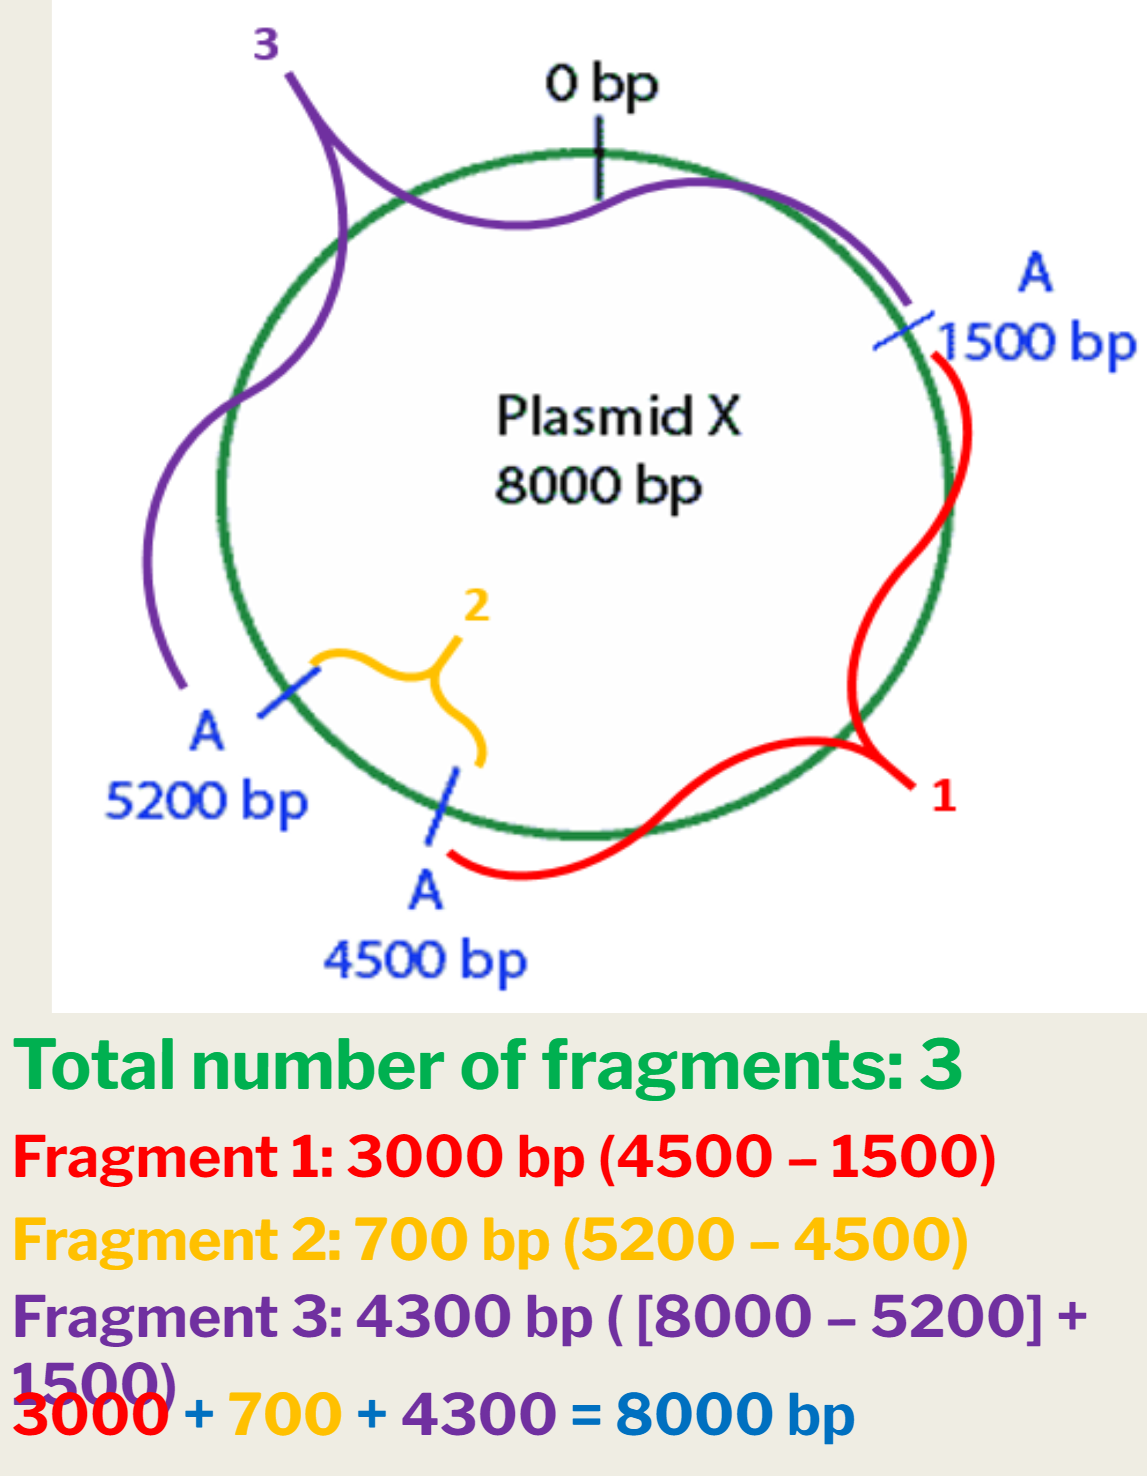 3
0 bp
A
1500 bp
Plasmid X
8000 bp
2
A
5200 bp
1
A
4500 bp
Total number of fragments: 3
Fragment 1: 3000 bp (4500 – 1500)
Fragment 2: 700 bp (5200 – 4500)
Fragment 3: 4300 bp ( [8000 – 5200] +
1500)
3000 + 700 + 4300 = 8000 bp